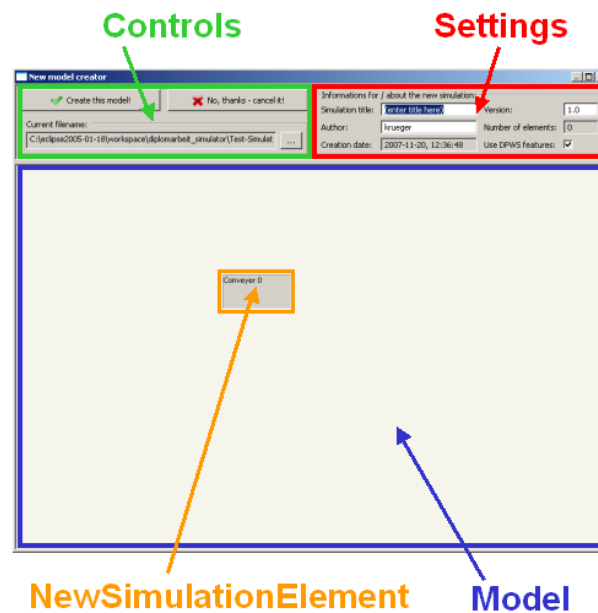 Controls
Settings
New model creator
Create this model!
No, thanks - cancel it!
Current filename:
C:\eclipse2005-01-18\workspace\diplomarbeit_simulator\Test-Simulat
...
Informations for / about the new simulation:
Simulation title: (enter title here) Version: 1.0
Author: krueger Number of elements: 0
Creation date: 2007-11-20, 12:36:48 Use DPWS features:
Conveyer 0
NewSimulationElement
Model